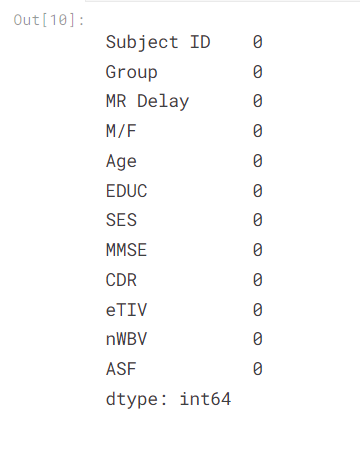 Out[10]:
Subject ID 0
Group 0
MR Delay 0
M/F 0
Age 0
EDUC 0
SES 0
MMSE 0
CDR 0
eTIV 0
nWBV 0
ASF 0
dtype: int64